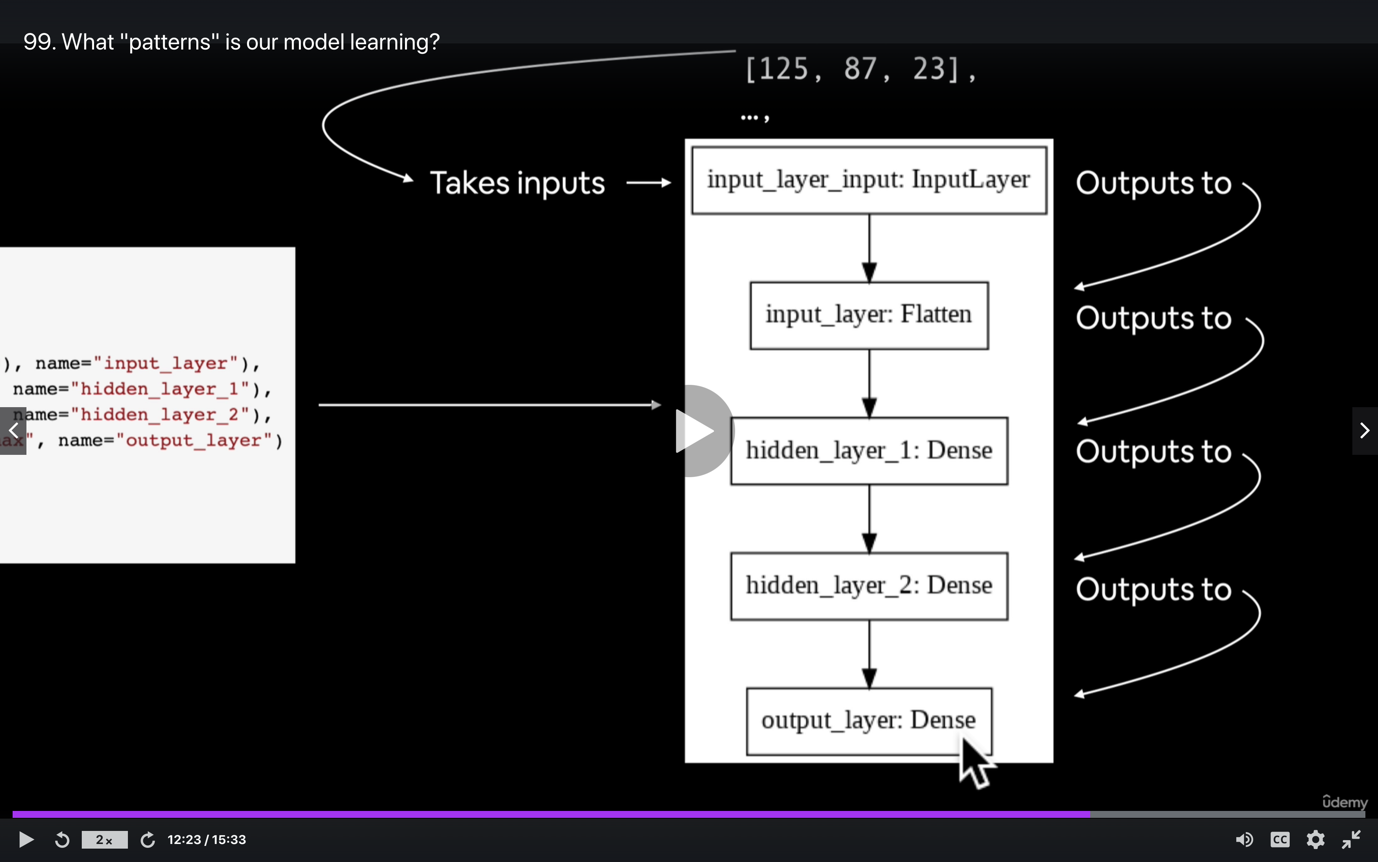 99. What "patterns" is our model learning?
[125, 87, 23],
...,
Takes inputs
input_layer_input: InputLayer
Outputs to
input_layer: Flatten
Outputs to
), name="input_layer"),
name="hidden_layer_1"),
name="hidden_layer_2"),
ax", name="output_layer")
hidden_layer_1: Dense
Outputs to
hidden_layer_2: Dense
Outputs to
output_layer: Dense
ûdemy
2x
12:23 / 15:33
CC